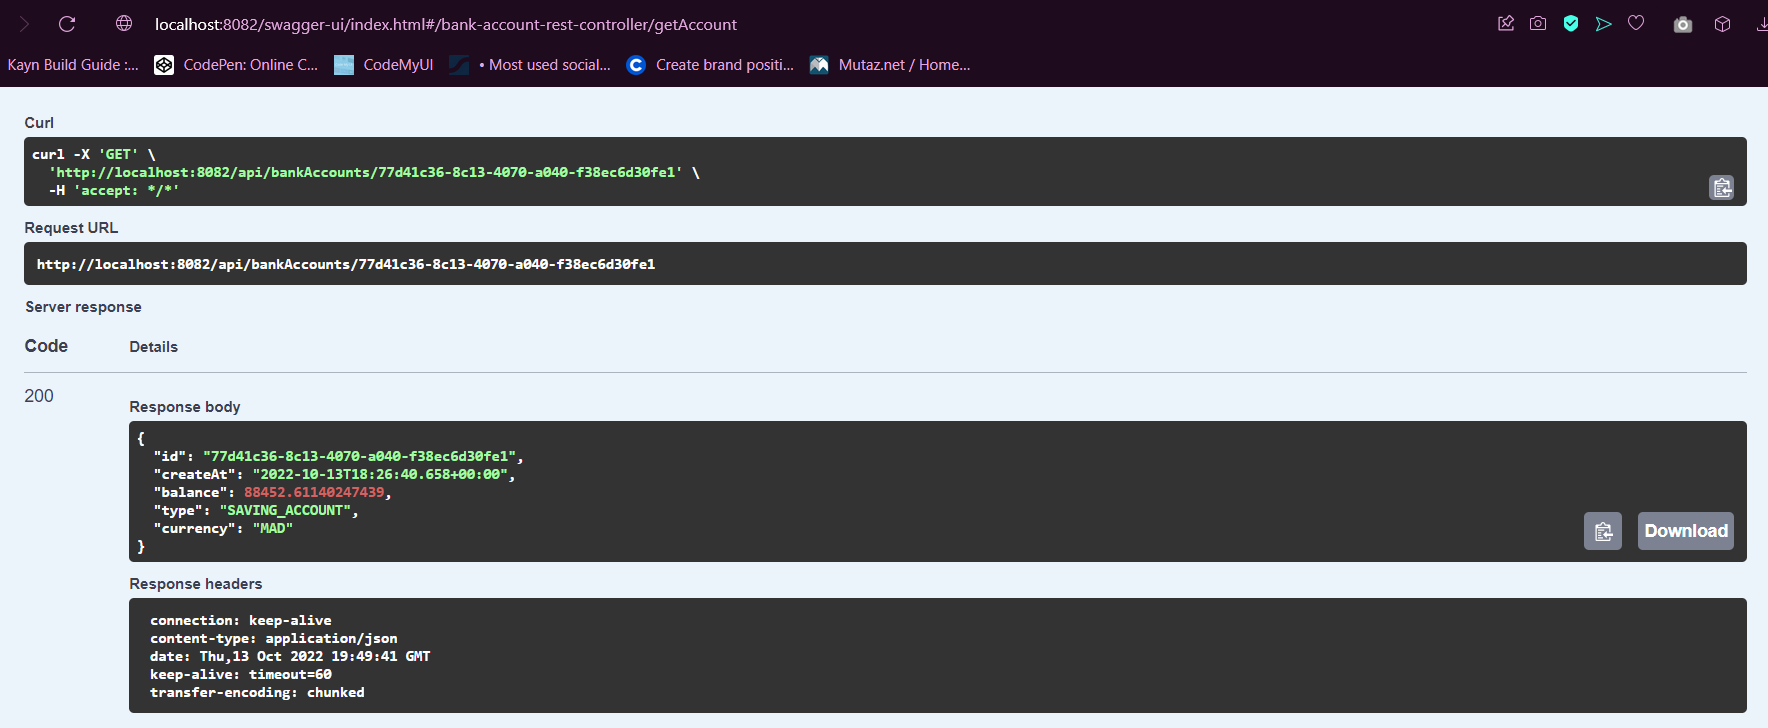 localhost:8082/swagger-ui/index.html#/bank-account-rest-controller/getAccount
Kayn Build Guide :... CodePen: Online C... CodeMyUI • Most used social... Create brand positi... Mutaz.net / Home...
Curl
curl -X 'GET' \
'http://localhost:8082/api/bankAccounts/77d41c36-8c13-4070-a040-f38ec6d30fe1' \
-H 'accept: */*'
Request URL
http://localhost:8082/api/bankAccounts/77d41c36-8c13-4070-a040-f38ec6d30fe1
Server response
Code Details
200
Response body
{
"id": "77d41c36-8c13-4070-a040-f38ec6d30fe1",
"createAt": "2022-10-13T18:26:40.658+00:00",
"balance": 88452.61140247439,
"type": "SAVING_ACCOUNT",
"currency": "MAD"
}
Download
Response headers
connection: keep-alive
content-type: application/json
date: Thu,13 Oct 2022 19:49:41 GMT
keep-alive: timeout=60
transfer-encoding: chunked